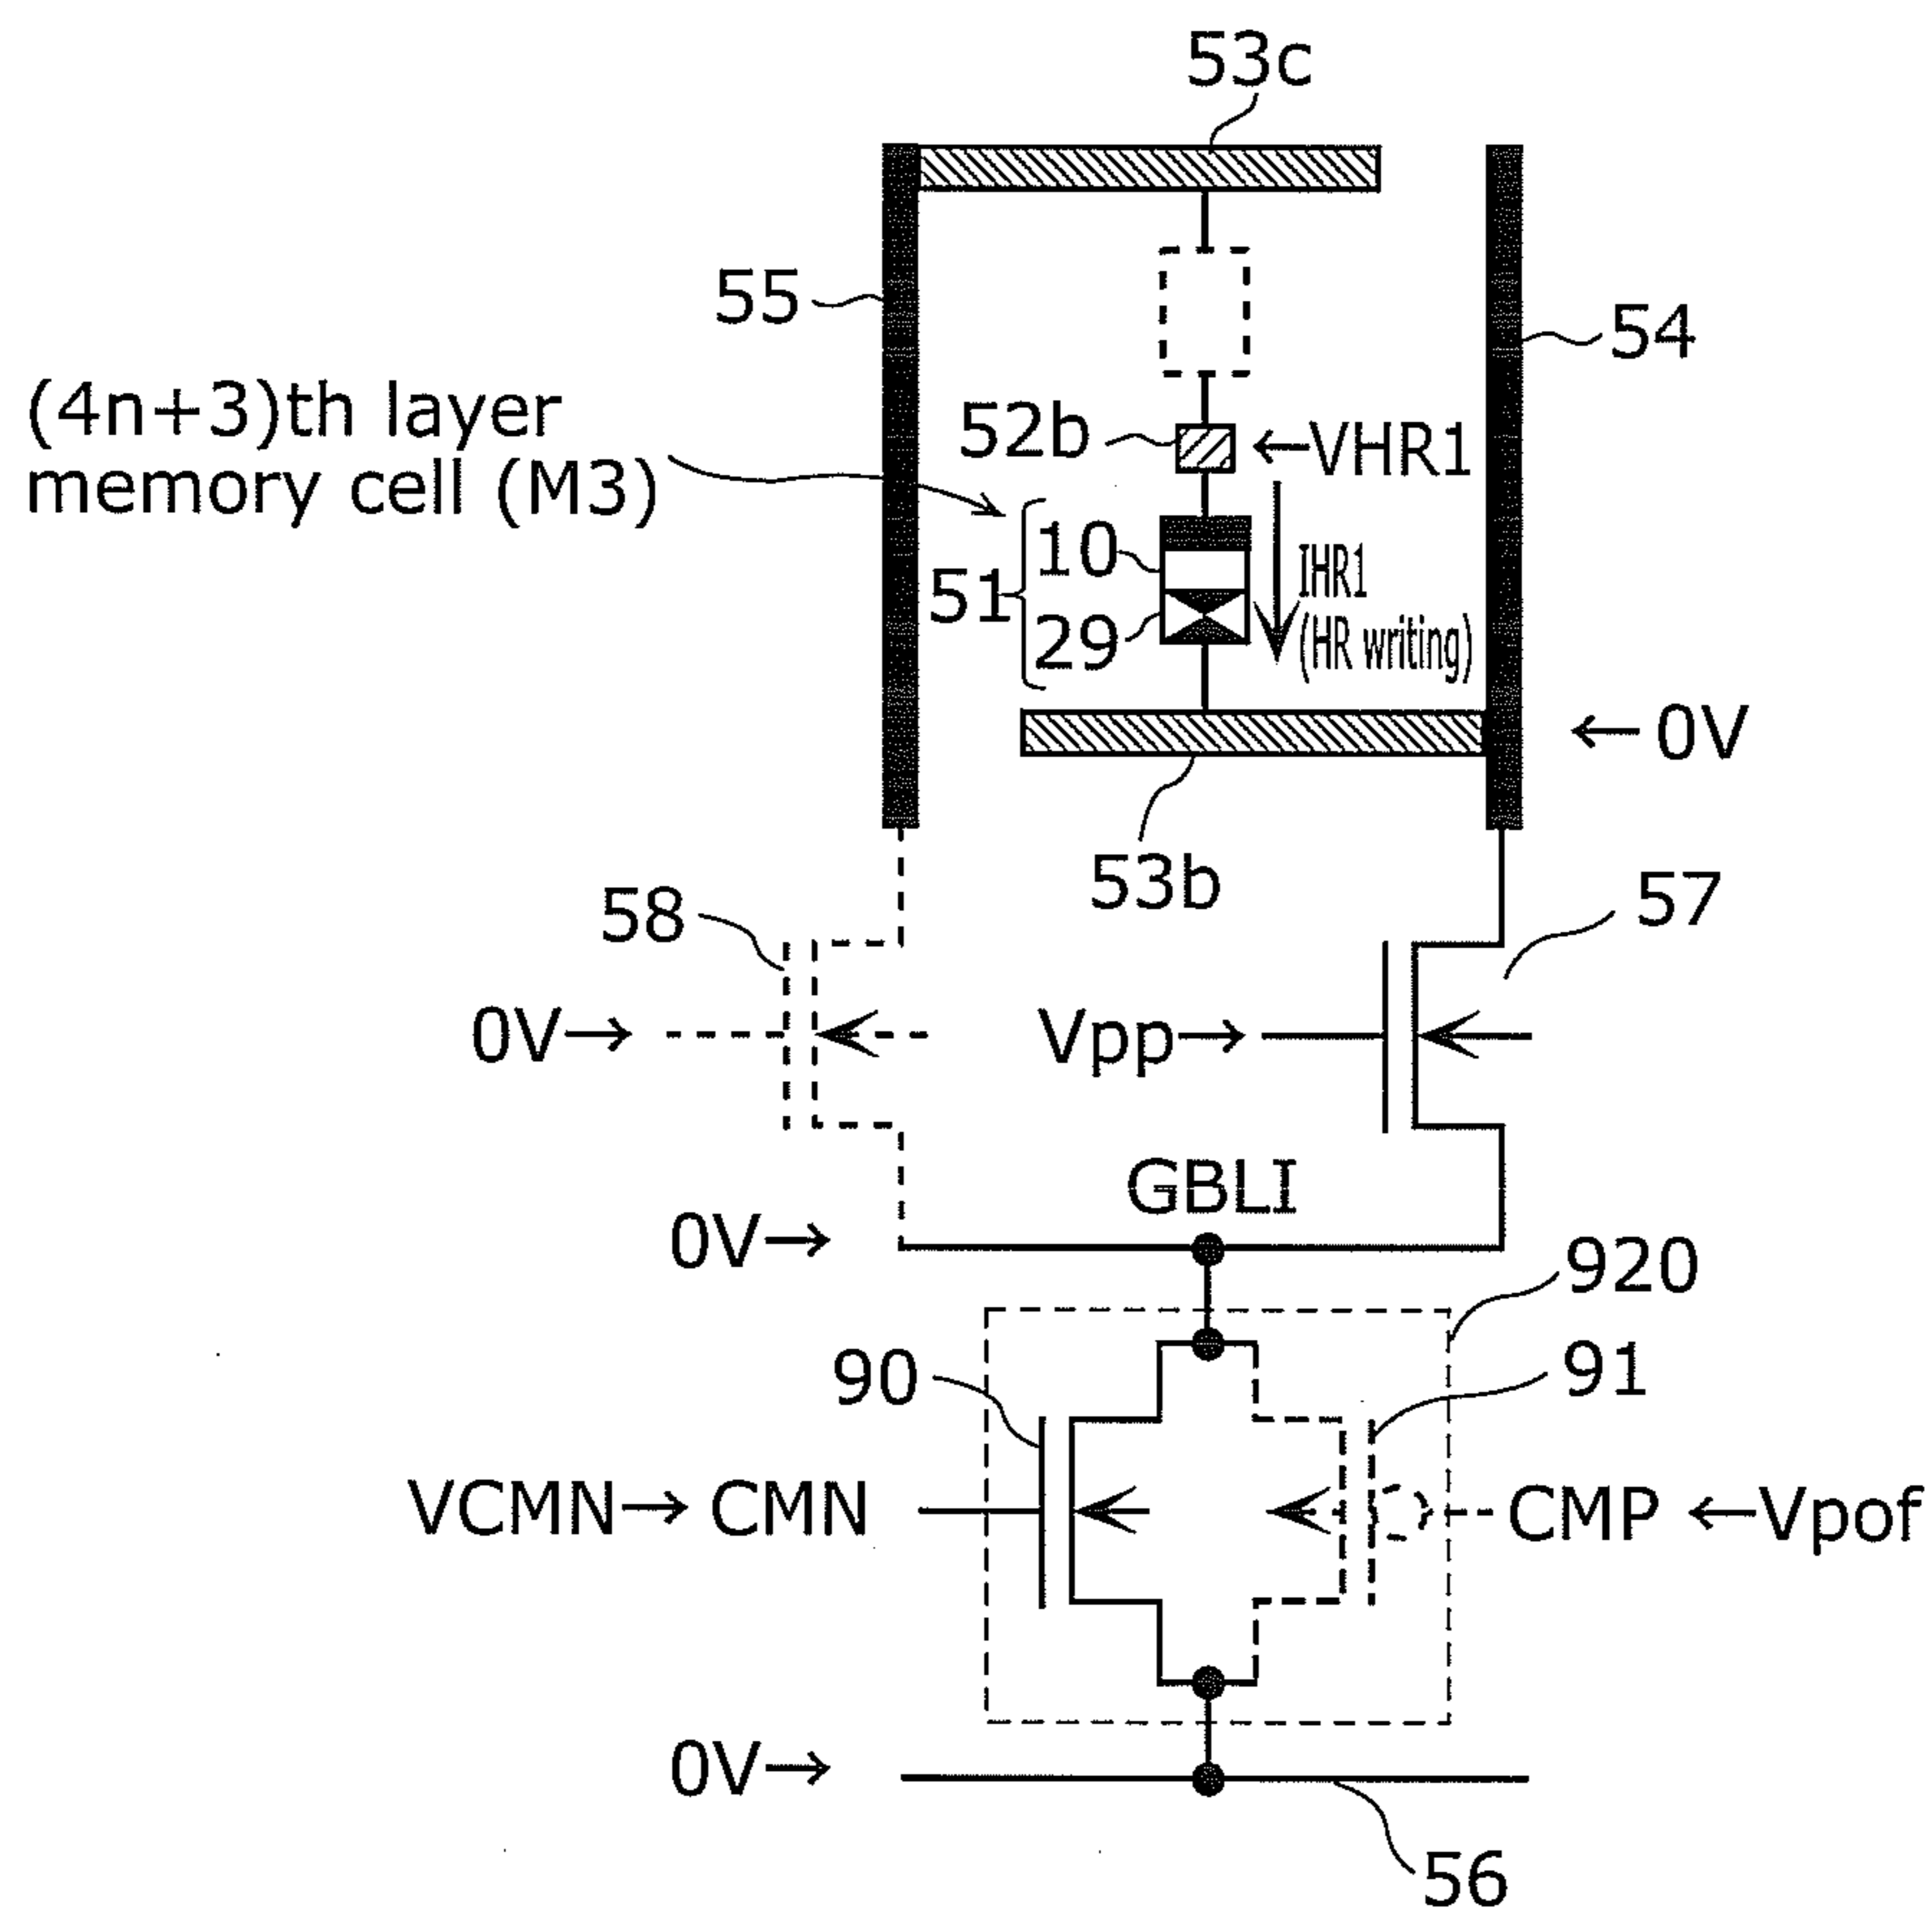 53c
55
54
(4n+3)th layer
memory cell (M3)
52b
←VHR1
10
51
29
IHR1
(HR writing)
←0V
53b
58
57
0V→
Vpp→
GBLI
0V→
920
90
91
VCMN→ CMN
CMP ←Vpof
0V→
56